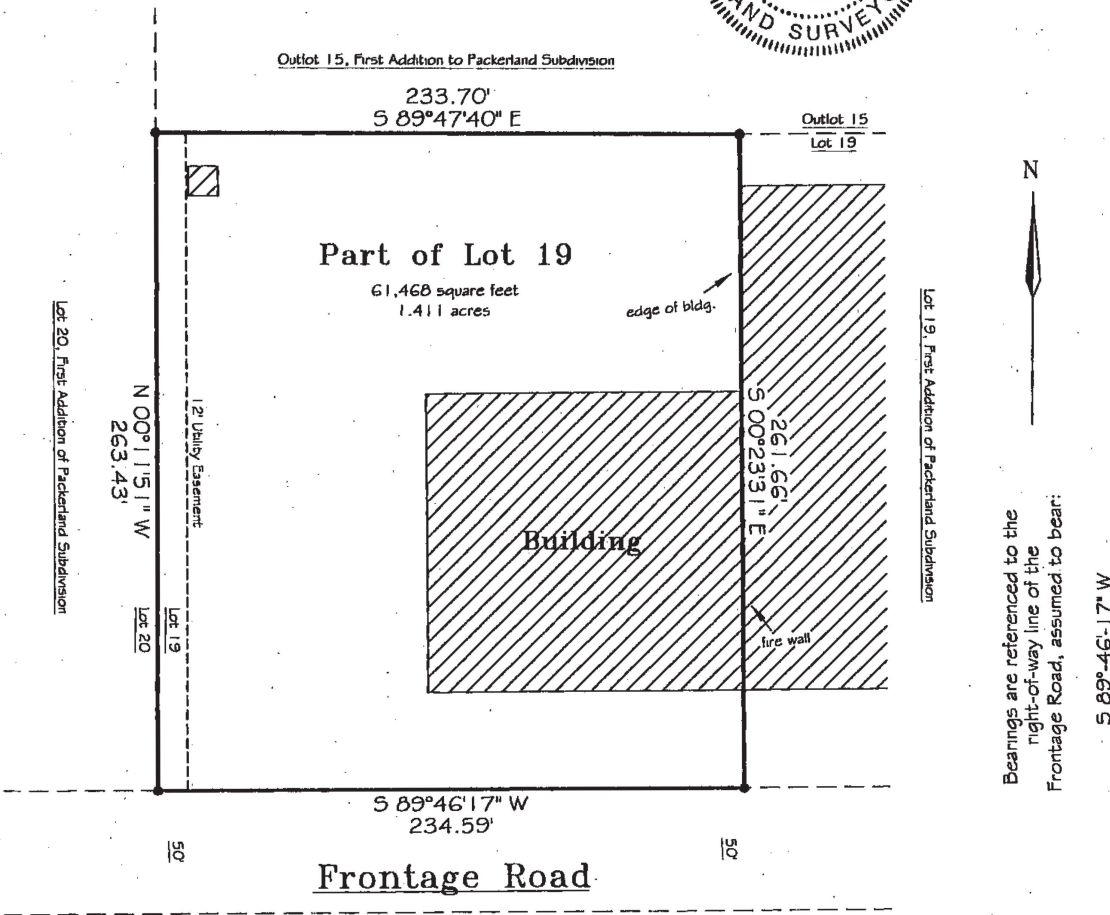 AND SURVEYO
Outlot 15, First Addition to Packerland Subdivision
233.70'
S 89°47'40" E
Outlot 15
Lot 19
N
Part of Lot 19
61,468 square feet
1.411 acres
edge of bldg.
Lot 20, First Addition of Packerland Subdivision
N 00°11'51" W
263.43'
12' Utility Easement
261.66'
S 00°23'31" E
Lot 19, First Addition of Packerland Subdivision
Building
fire wall
Lot 19
Lot 20
Bearings are referenced to the
right-of-way line of the
Frontage Road, assumed to bear:
S 89°-46'-17" W
S 89°46'17" W
234.59'
50'
50'
Frontage Road